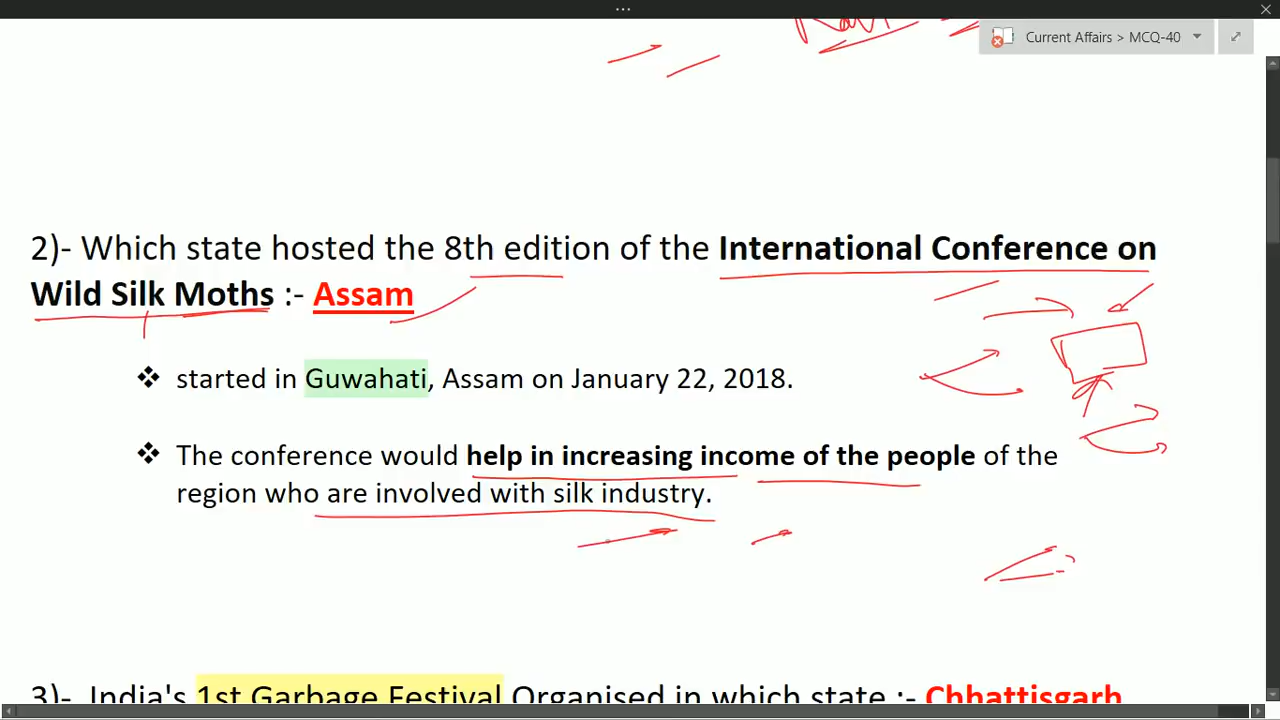 Current Affairs > MCQ-40
2)- Which state hosted the 8th edition of the International Conference on
Wild Silk Moths :- Assam
❖ started in Guwahati, Assam on January 22, 2018.
❖ The conference would help in increasing income of the people of the
region who are involved with silk industry.
3)- India's 1st Garbage Festival Organised in which state :- Chhattisgarh